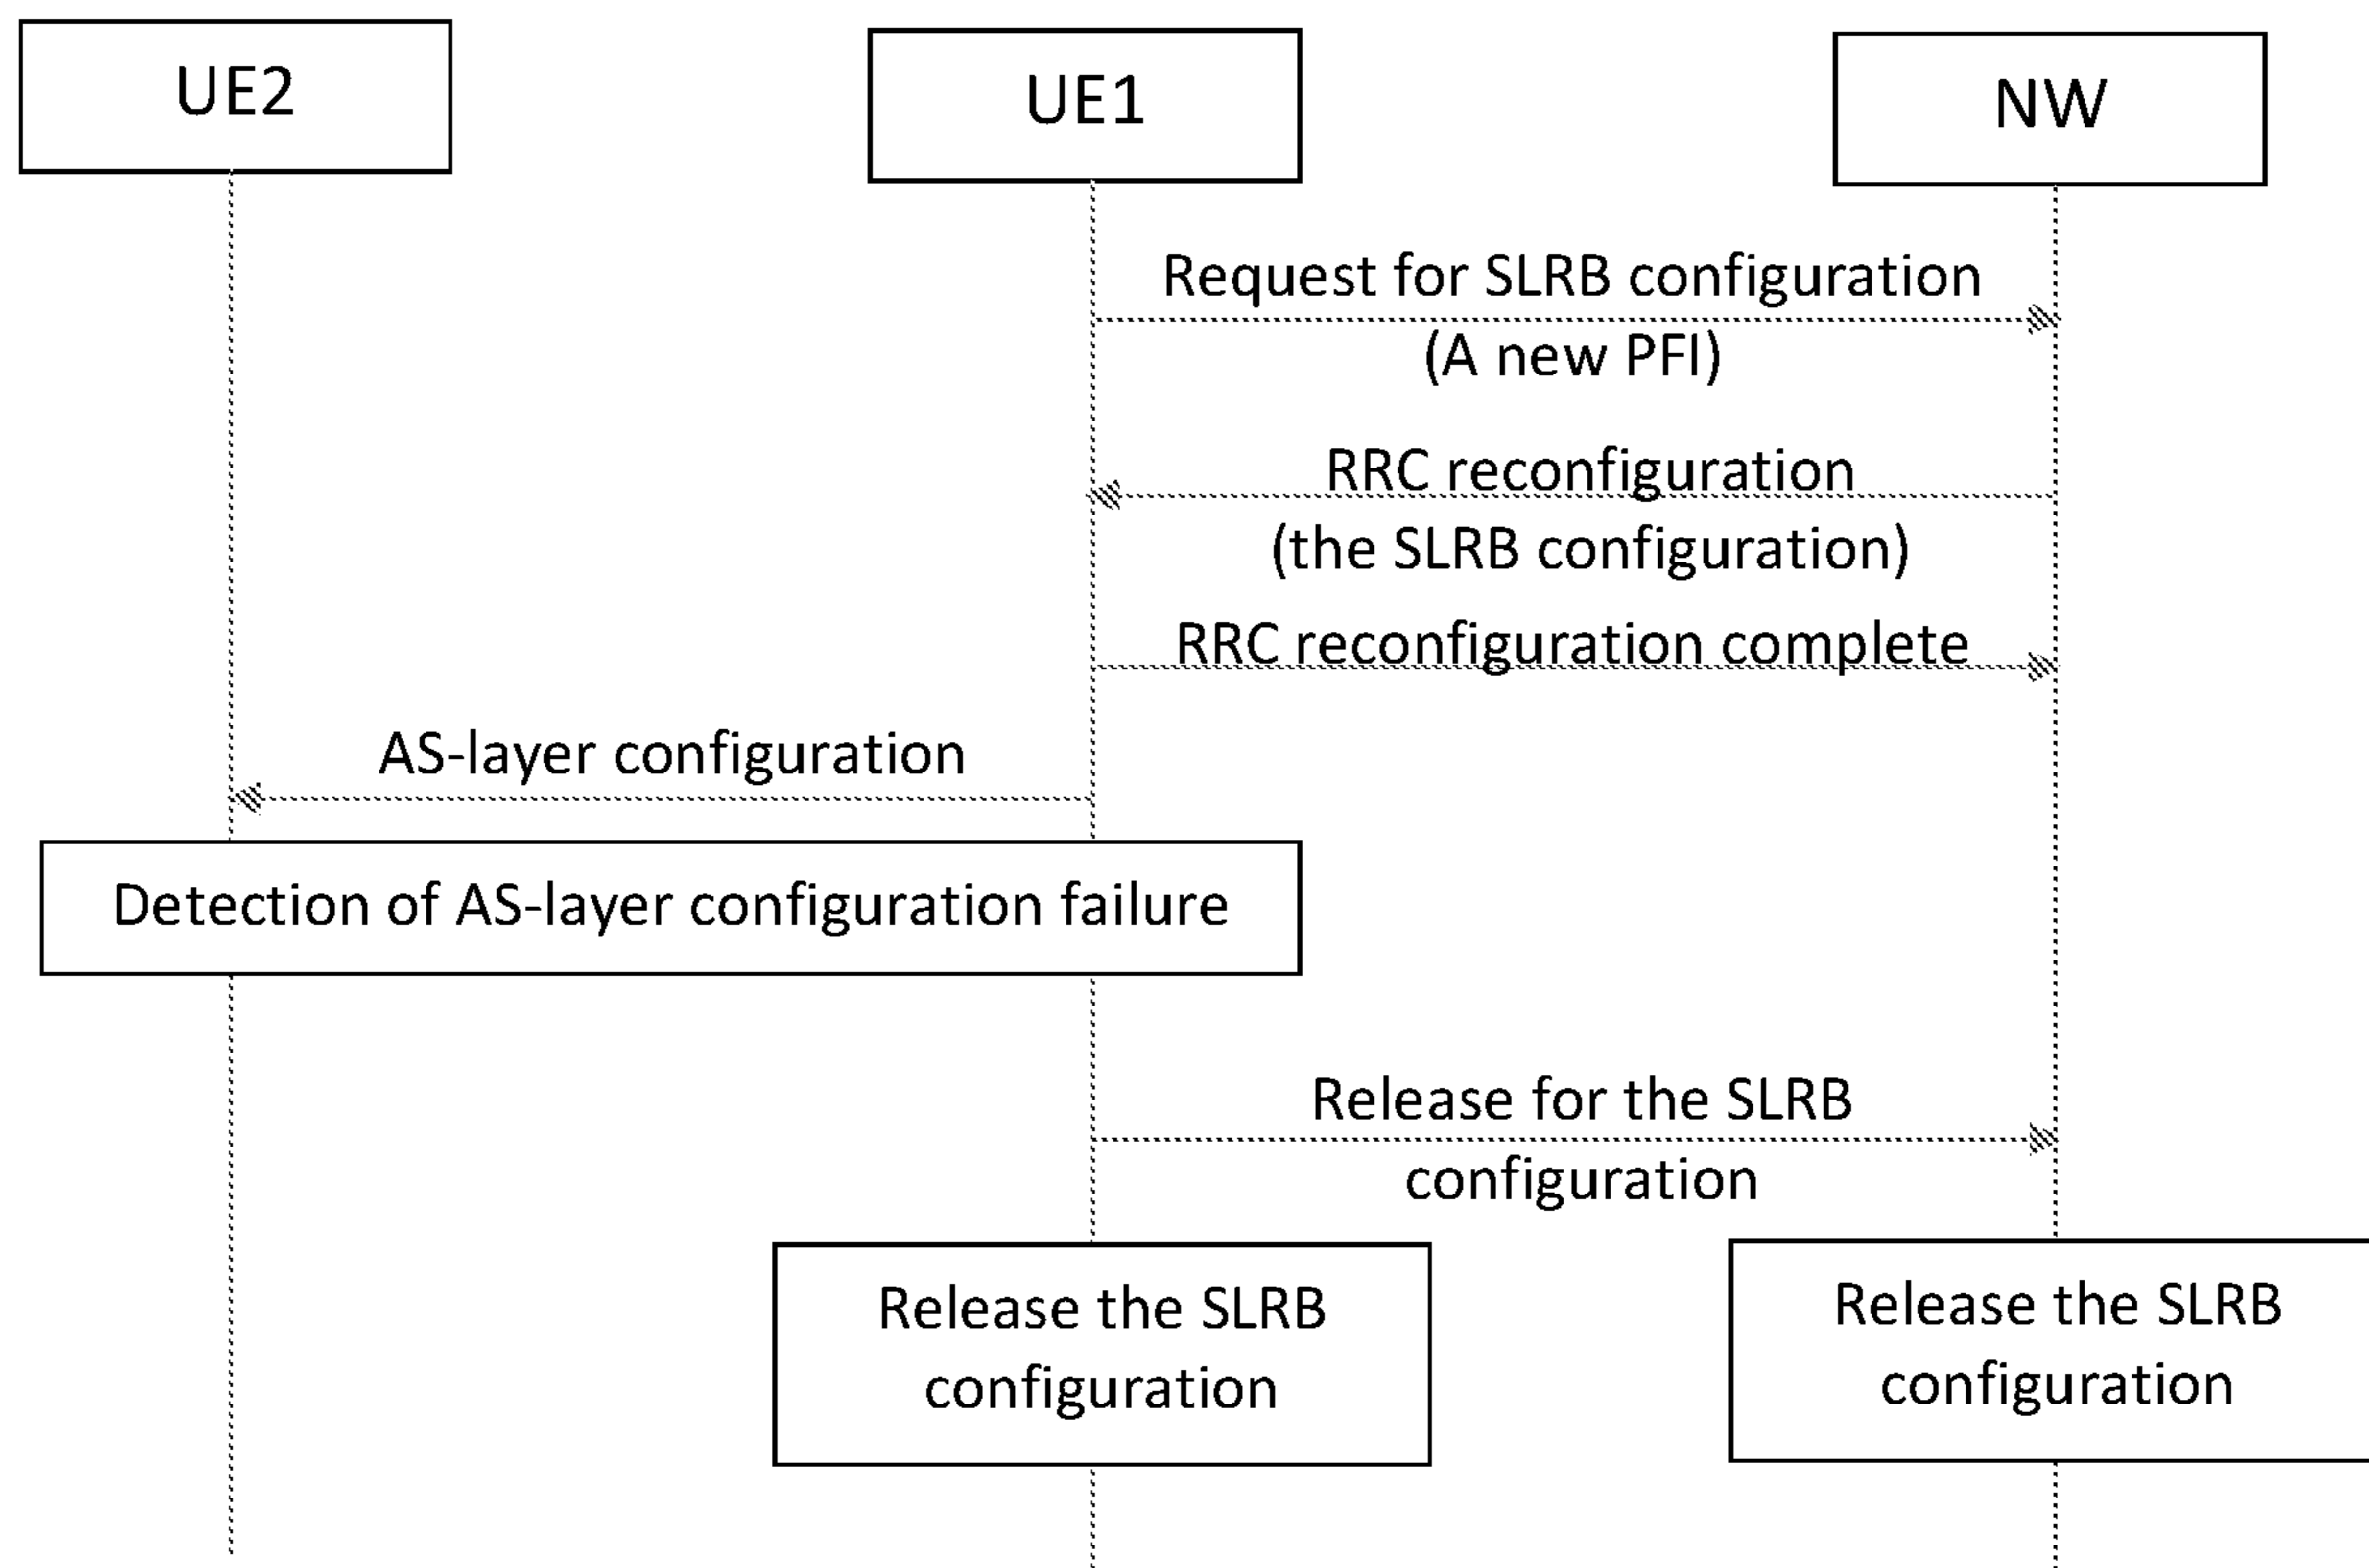 UE2
UE1
NW
Request for SLRB configuration
(A new PFI)
RRC reconfiguration
(the SLRB configuration)
RRC reconfiguration complete
AS-layer configuration
Detection of AS-layer configuration failure
Release for the SLRB
configuration
Release the SLRB
configuration
Release the SLRB
configuration